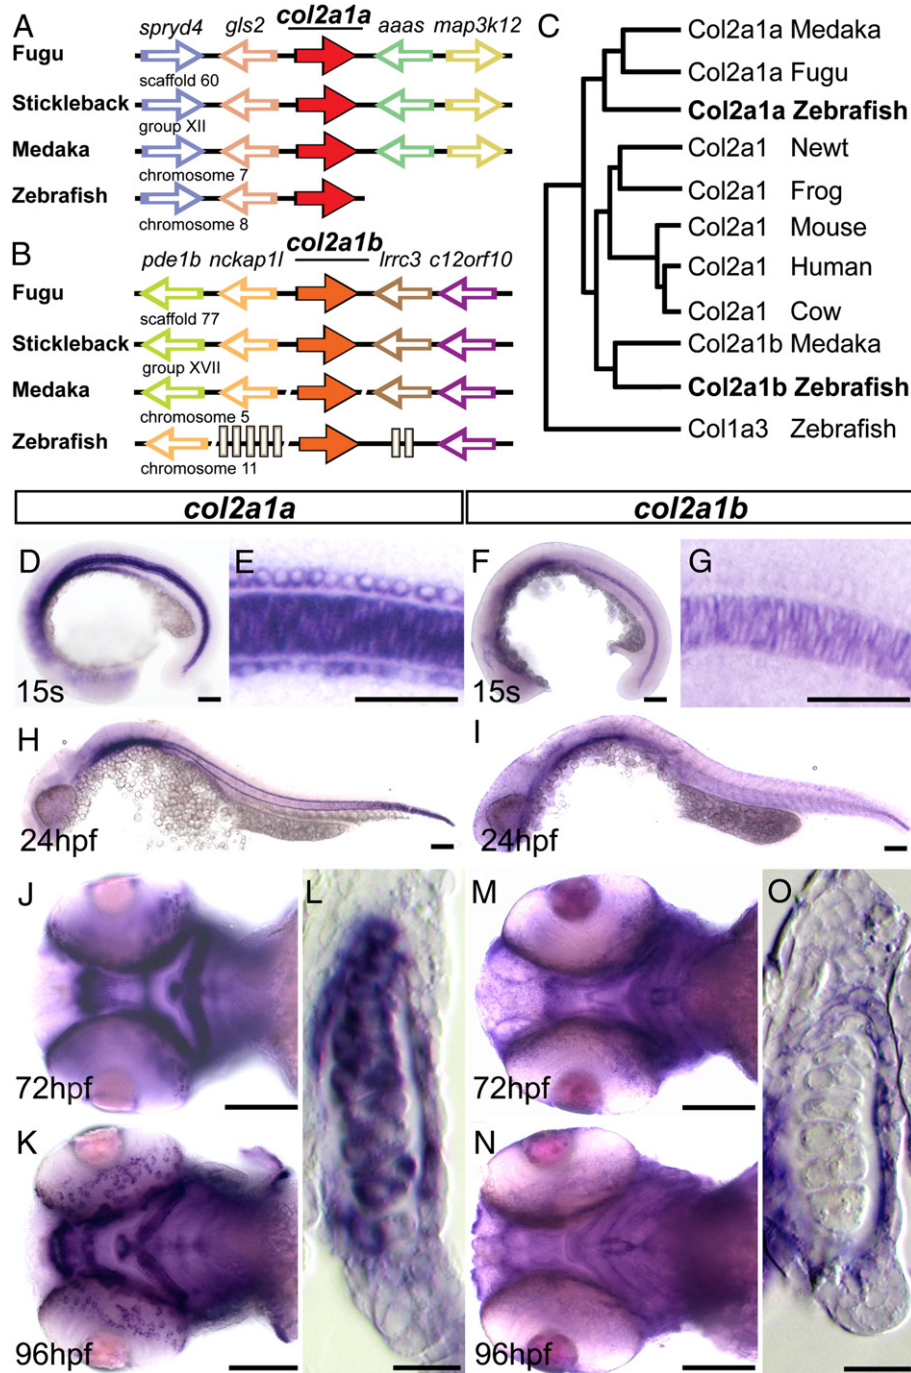 A
spryd4 gls2 col2a1a aaas map3k12
Fugu
scaffold 60
Stickleback
group XII
Medaka
chromosome 7
Zebrafish
chromosome 8
B
col2a1b
pde1b nckap1l lrrc3 c12orf10
Fugu
scaffold 77
Stickleback
group XVII
Medaka
chromosome 5
Zebrafish
chromosome 11
C
Col2a1a Medaka
Col2a1a Fugu
Col2a1a Zebrafish
Col2a1 Newt
Col2a1 Frog
Col2a1 Mouse
Col2a1 Human
Col2a1 Cow
Col2a1b Medaka
Col2a1b Zebrafish
Col1a3 Zebrafish
col2a1a col2a1b
D E F G
15s 15s
H I
24hpf 24hpf
J L M O
72hpf 72hpf
K N
96hpf 96hpf